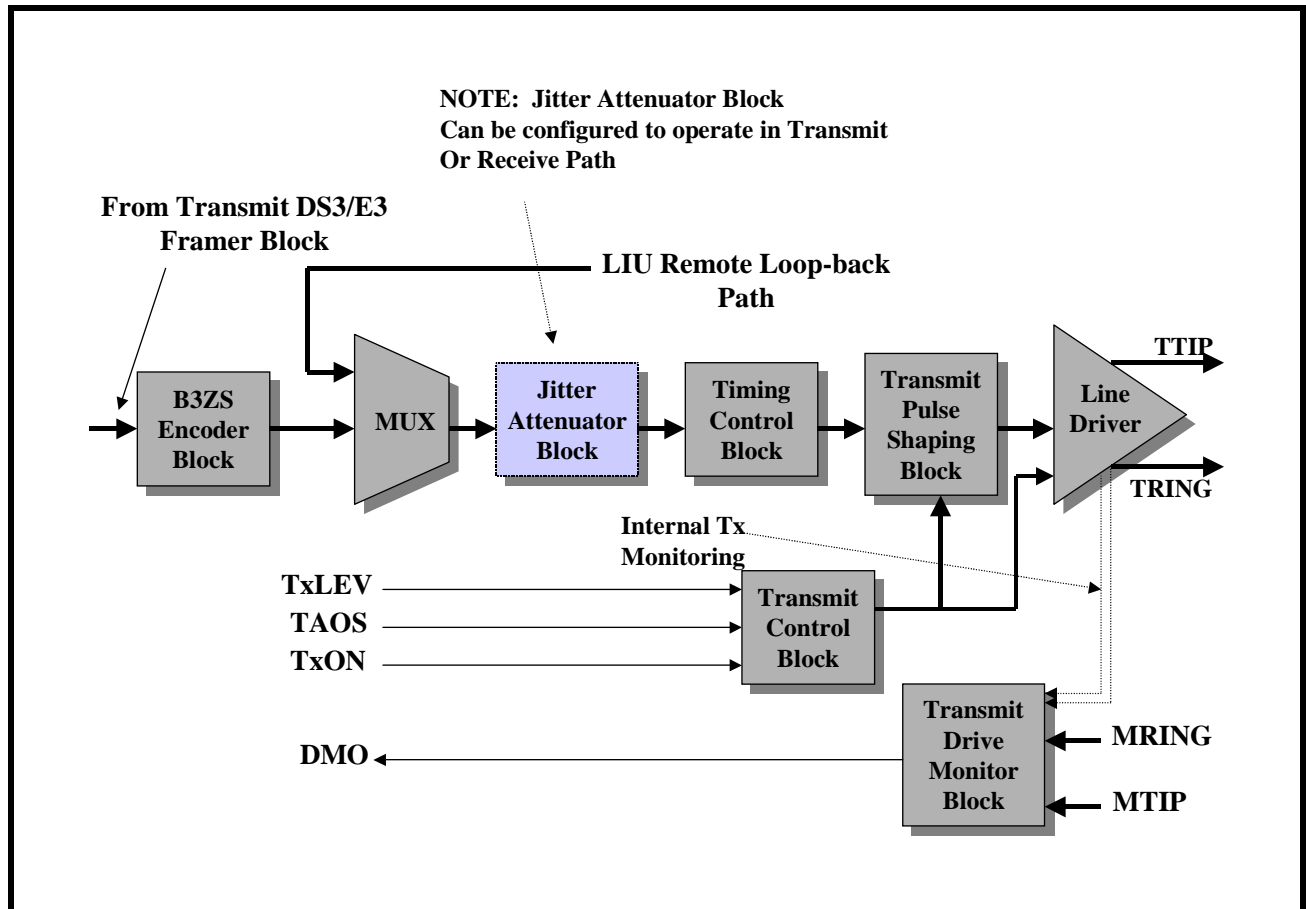 NOTE: Jitter Attenuator Block
Can be configured to operate in Transmit
Or Receive Path
From Transmit DS3/E3
Framer Block
LIU Remote Loop-back
Path
B3ZS
Encoder
Block
MUX
Jitter
Attenuator
Block
Timing
Control
Block
Transmit
Pulse
Shaping
Block
Line
Driver
TTIP
TRING
Internal Tx
Monitoring
TxLEV
TAOS
TxON
Transmit
Control
Block
DMO
Transmit
Drive
Monitor
Block
MRING
MTIP